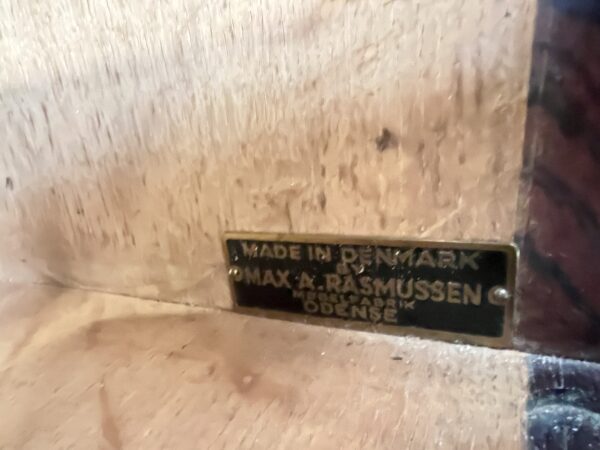 MADE IN DENMARK
BY
MAX A. RASMUSSEN
MØBELFABRIK
ODENSE